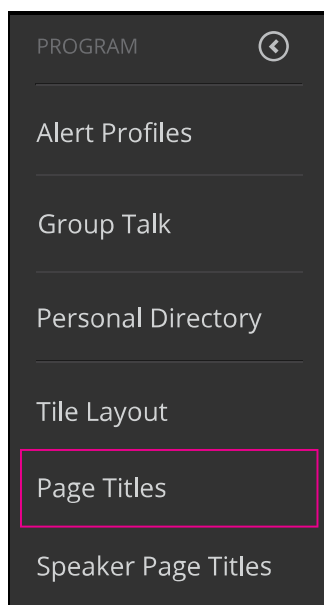 PROGRAM
Alert Profiles
Group Talk
Personal Directory
Tile Layout
Page Titles
Speaker Page Titles